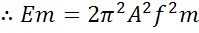 ∴ Em = 2π²A²f²m